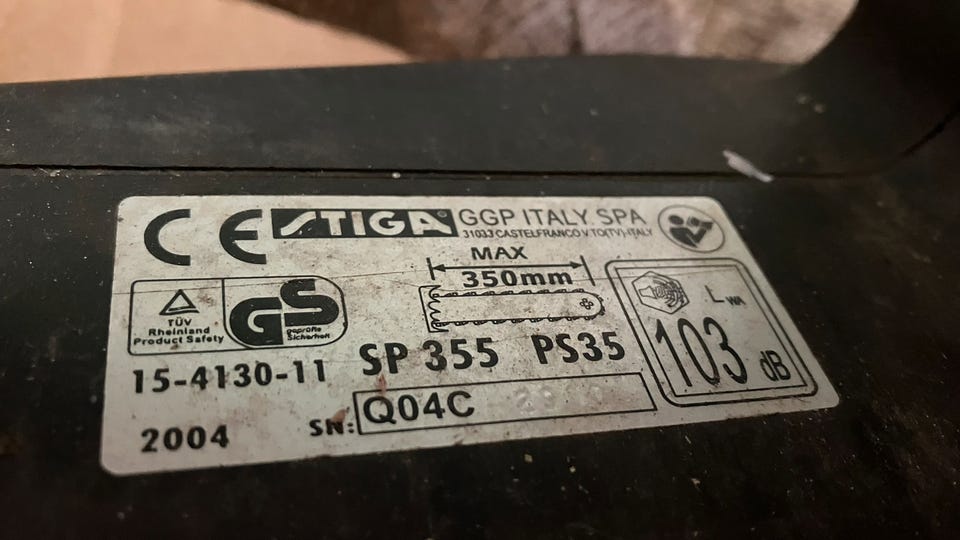 CE STIGA GGP ITALY SPA
31033 CASTELFRANCO V.TO(TV)-ITALY
MAX
350mm
TÜV
Rheinland
Product Safety
GS
geprüfte
Sicherheit
LWA
103 dB
15-4130-11 SP 355 PS35
2004 SN: Q04C